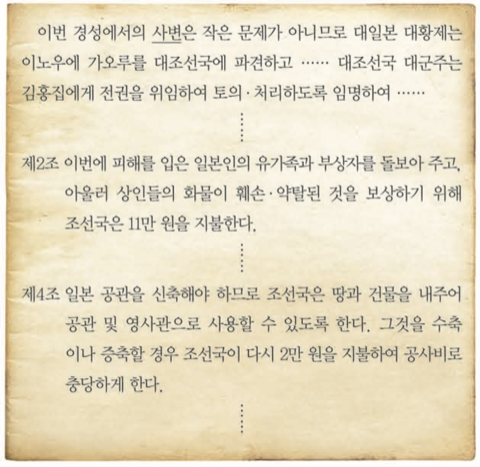 이번 경성에서의 사변은 작은 문제가 아니므로 대일본 대황제는
이노우에 가오루를 대조선국에 파견하고 …… 대조선국 대군주는
김홍집에게 전권을 위임하여 토의·처리하도록 임명하여 ……
⋮
제2조 이번에 피해를 입은 일본인의 유가족과 부상자를 돌보아 주고,
아울러 상인들의 화물이 훼손·약탈된 것을 보상하기 위해
조선국은 11만 원을 지불한다.
⋮
제4조 일본 공관을 신축해야 하므로 조선국은 땅과 건물을 내주어
공관 및 영사관으로 사용할 수 있도록 한다. 그것을 수축
이나 증축할 경우 조선국이 다시 2만 원을 지불하여 공사비로
충당하게 한다.
⋮